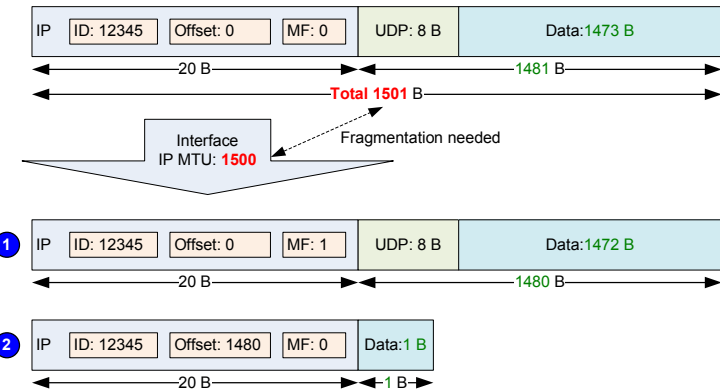 IP ID: 12345 Offset: 0 MF: 0 UDP: 8 B Data:1473 B
20 B 1481 B
Total 1501 B
Interface
IP MTU: 1500
Fragmentation needed
1 IP ID: 12345 Offset: 0 MF: 1 UDP: 8 B Data:1472 B
20 B 1480 B
2 IP ID: 12345 Offset: 1480 MF: 0 Data:1 B
20 B 1 B